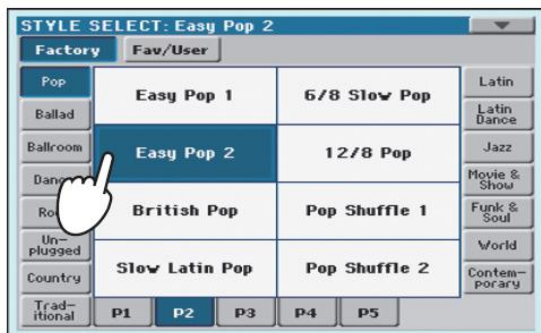 STYLE SELECT: Easy Pop 2
Factory Fav/User
Pop
Ballad
Ballroom
Un-
plugged
Country
Trad-
itional
Easy Pop 1
6/8 Slow Pop
Easy Pop 2
12/8 Pop
British Pop
Pop Shuffle 1
Slow Latin Pop
Pop Shuffle 2
Latin
Latin
Dance
Jazz
Movie &
Show
Funk &
Soul
World
Contem-
porary
P1 P2 P3 P4 P5